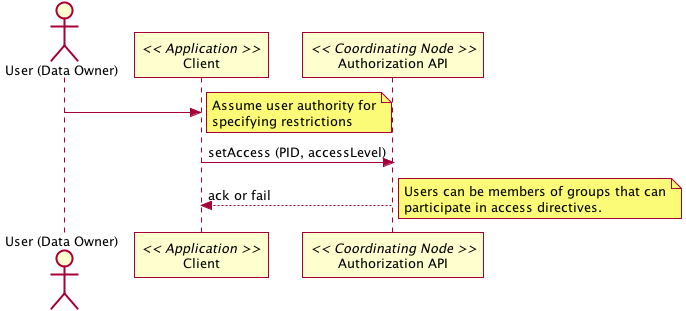 User (Data Owner)
<< Application >>
Client
<< Coordinating Node >>
Authorization API
Assume user authority for
specifying restrictions
setAccess (PID, accessLevel)
Users can be members of groups that can
participate in access directives.
ack or fail
User (Data Owner)
<< Application >>
Client
<< Coordinating Node >>
Authorization API